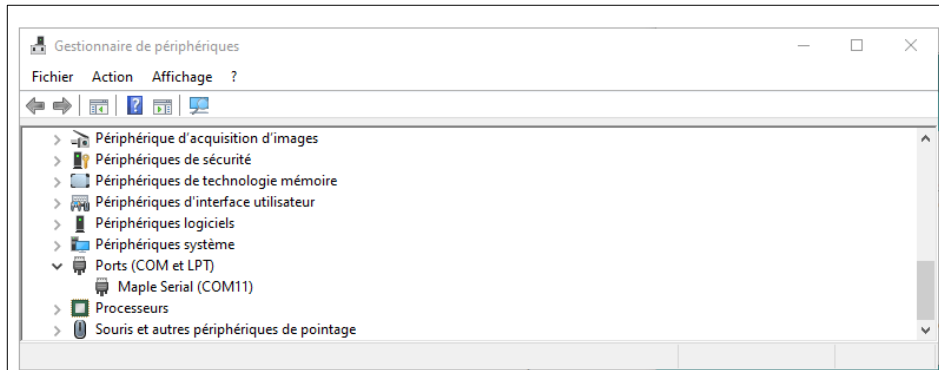 Gestionnaire de périphériques
Fichier Action Affichage ?
Périphérique d'acquisition d'images
Périphériques de sécurité
Périphériques de technologie mémoire
Périphériques d'interface utilisateur
Périphériques logiciels
Périphériques système
Ports (COM et LPT)
Maple Serial (COM11)
Processeurs
Souris et autres périphériques de pointage